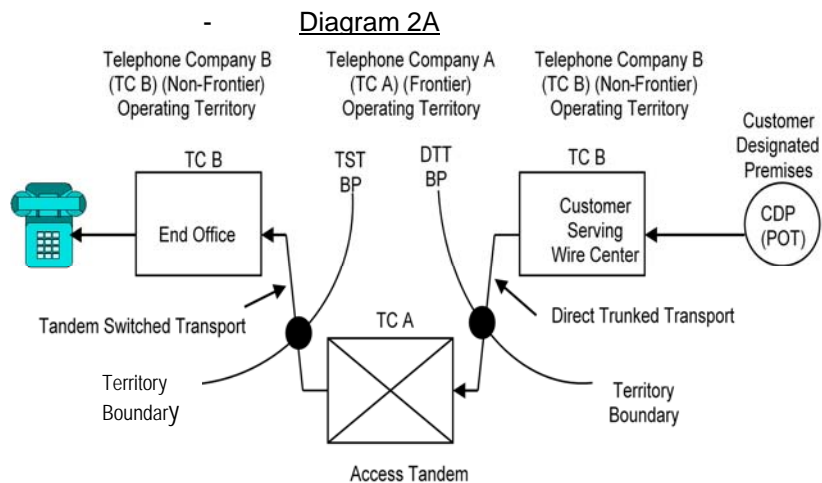 - Diagram 2A
Telephone Company B
(TC B) (Non-Frontier)
Operating Territory
Telephone Company A
(TC A) (Frontier)
Operating Territory
Telephone Company B
(TC B) (Non-Frontier)
Operating Territory
Customer
Designated
Premises
TC B
TST
BP
DTT
BP
TC B
End Office
Customer
Serving
Wire Center
CDP
(POT)
Tandem Switched Transport
TC A
Direct Trunked Transport
Territory
Boundary
Territory
Boundary
Access Tandem